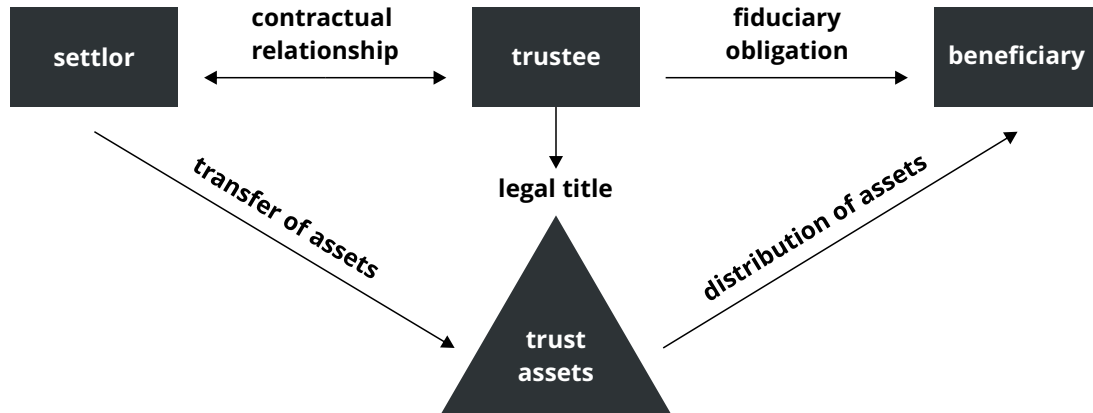 settlor
contractual
relationship
trustee
fiduciary
obligation
beneficiary
transfer of assets
legal title
distribution of assets
trust
assets